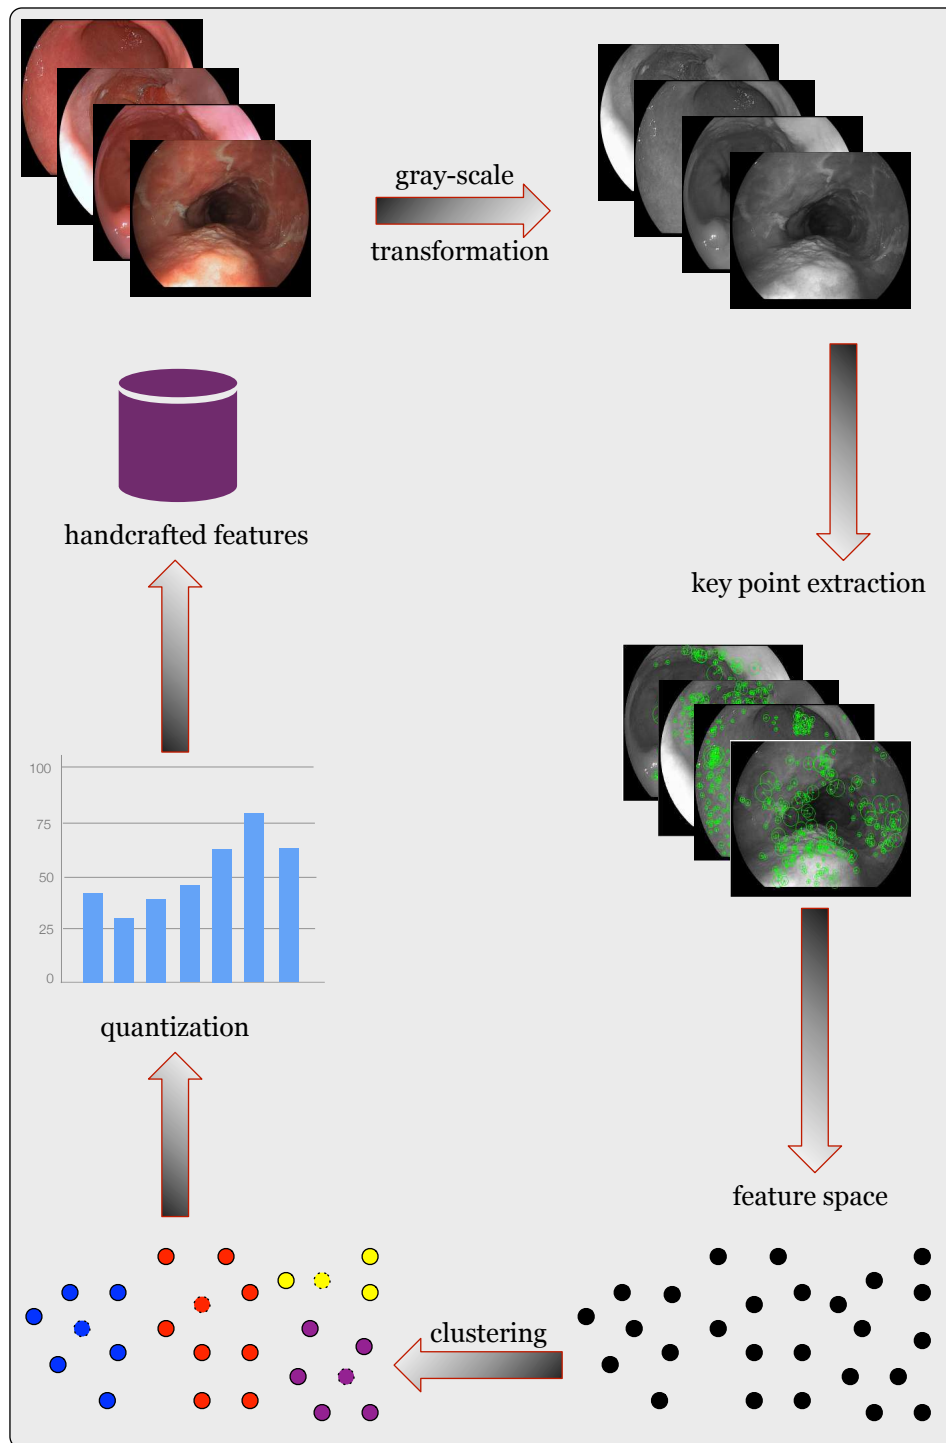 gray-scale
transformation
handcrafted features
key point extraction
100
75
50
25
0
quantization
feature space
clustering